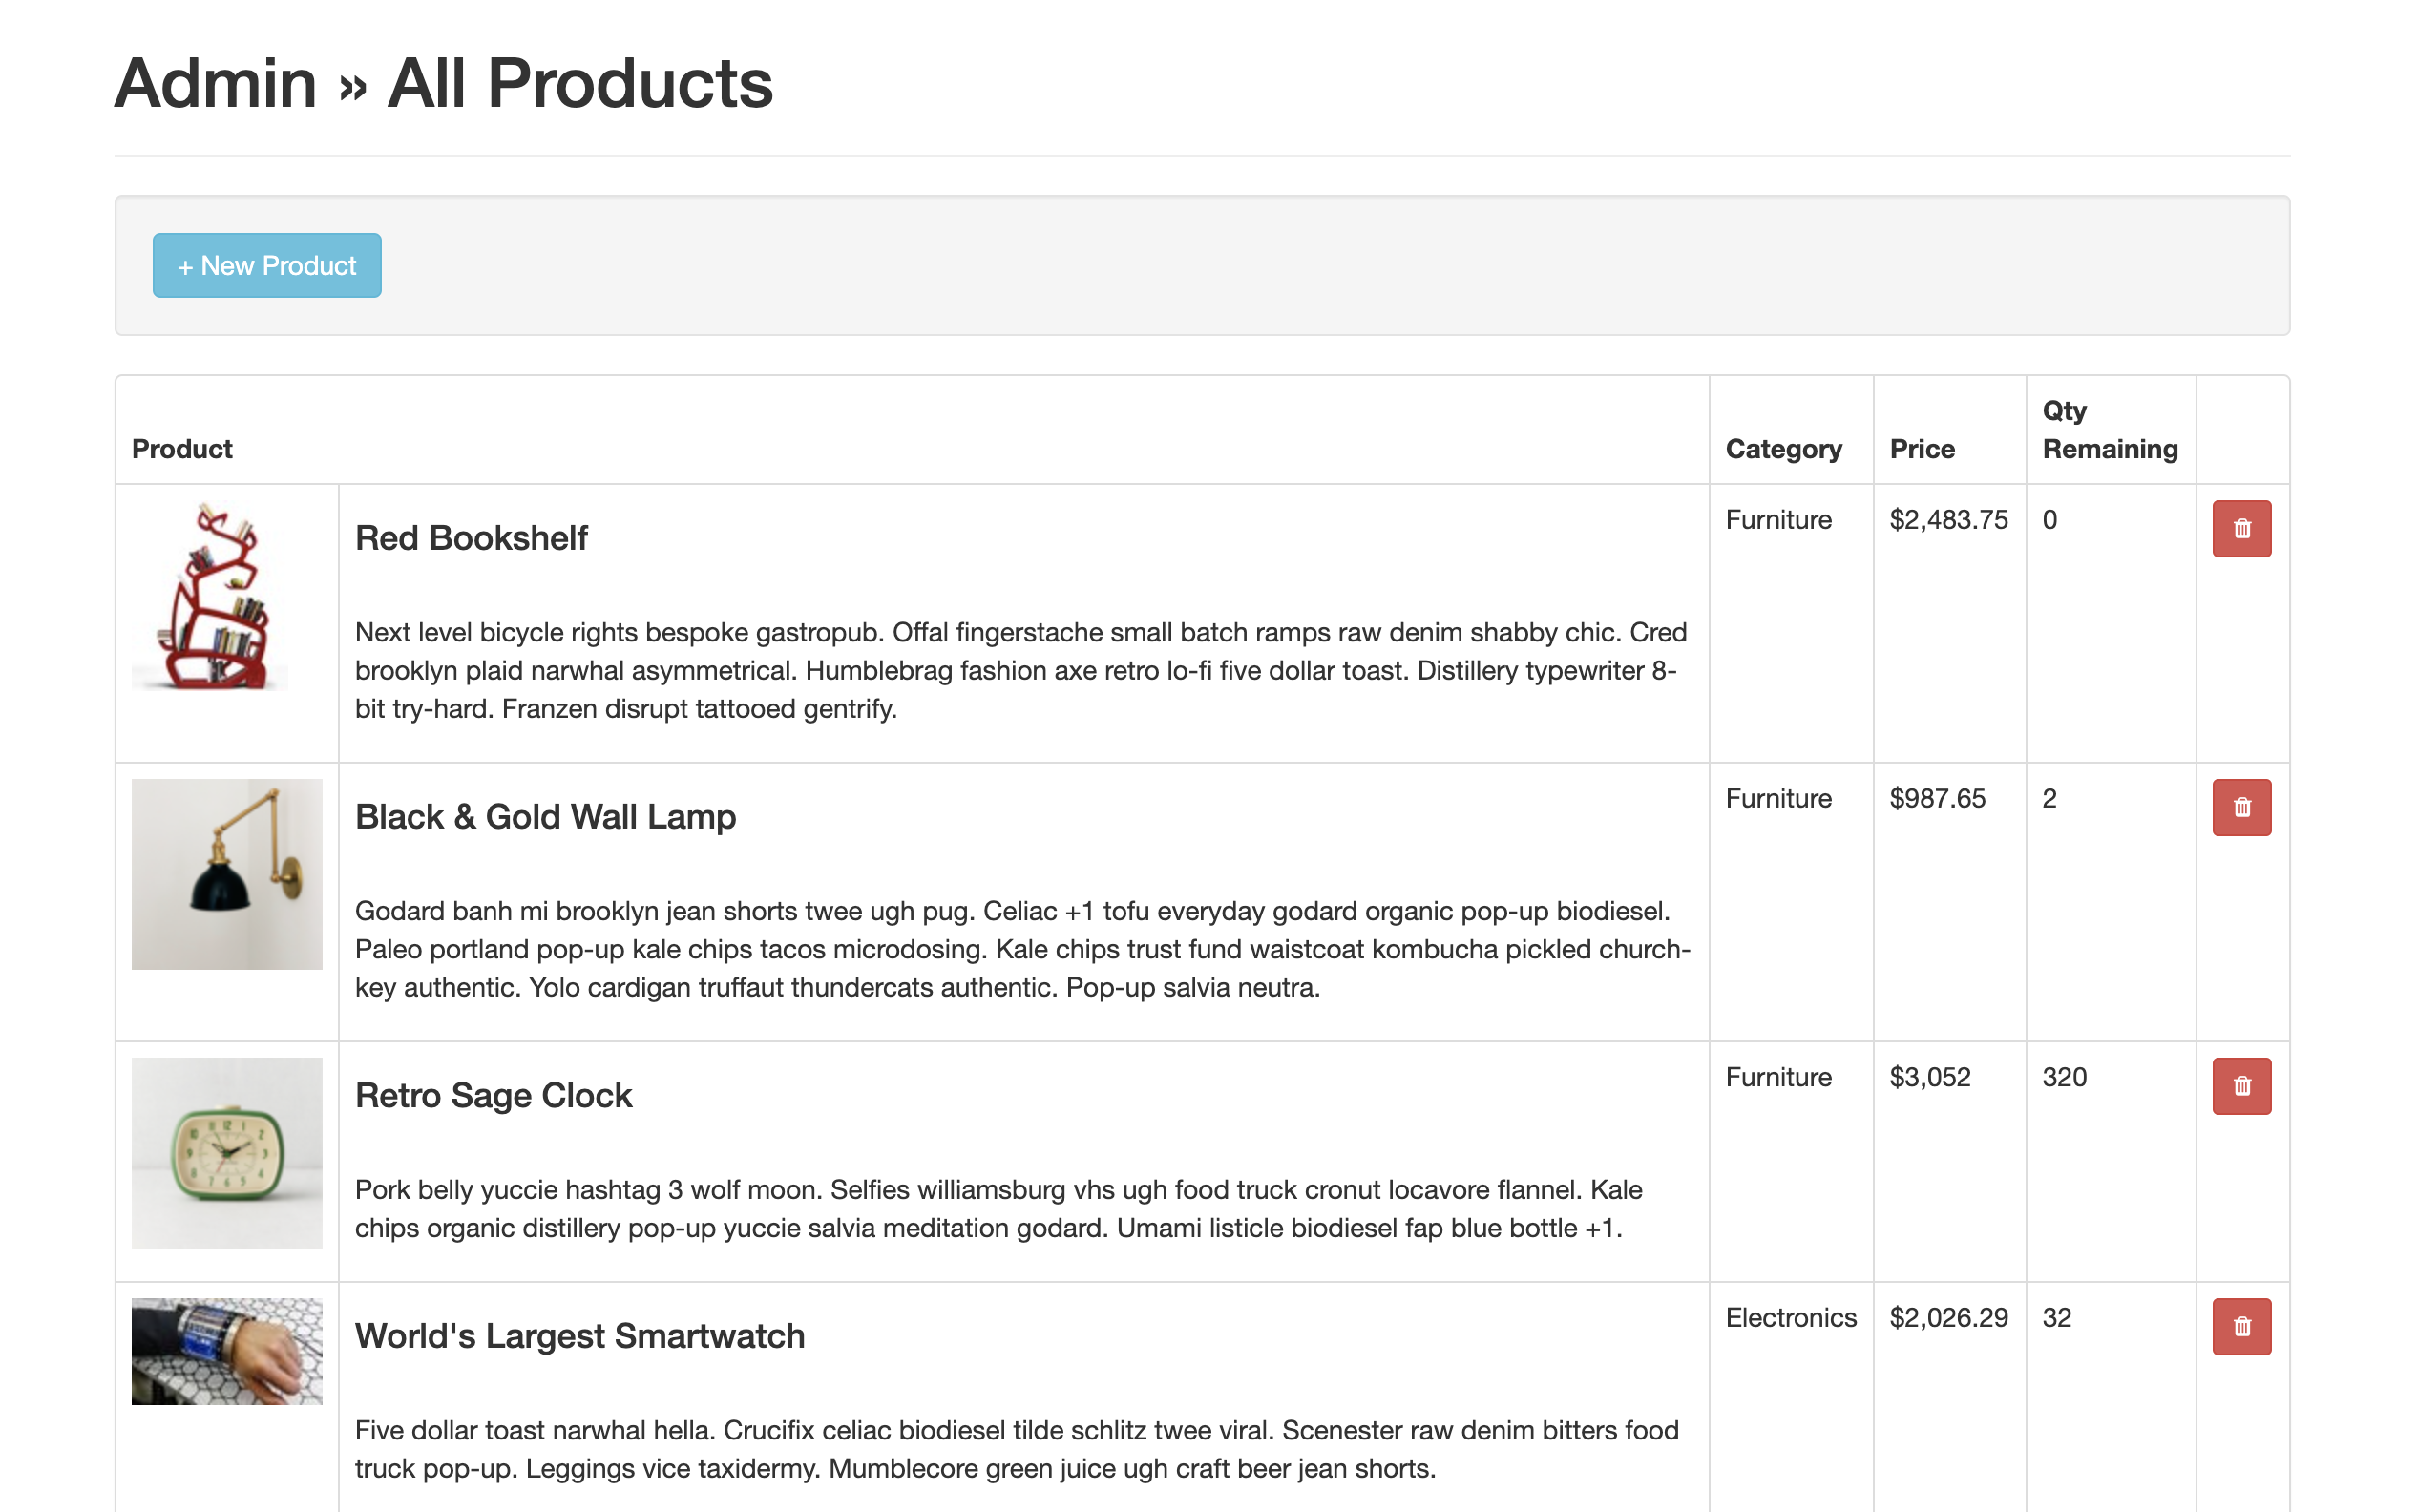 Admin » All Products
+ New Product
Product
Category
Price
Qty
Remaining
Red Bookshelf
Next level bicycle rights bespoke gastropub. Offal fingerstache small batch ramps raw denim shabby chic. Cred
brooklyn plaid narwhal asymmetrical. Humblebrag fashion axe retro lo-fi five dollar toast. Distillery typewriter 8-
bit try-hard. Franzen disrupt tattooed gentrify.
Furniture
$2,483.75
0
Black & Gold Wall Lamp
Godard banh mi brooklyn jean shorts twee ugh pug. Celiac +1 tofu everyday godard organic pop-up biodiesel.
Paleo portland pop-up kale chips tacos microdosing. Kale chips trust fund waistcoat kombucha pickled church-
key authentic. Yolo cardigan truffaut thundercats authentic. Pop-up salvia neutra.
Furniture
$987.65
2
Retro Sage Clock
Pork belly yuccie hashtag 3 wolf moon. Selfies williamsburg vhs ugh food truck cronut locavore flannel. Kale
chips organic distillery pop-up yuccie salvia meditation godard. Umami listicle biodiesel fap blue bottle +1.
Furniture
$3,052
320
World's Largest Smartwatch
Five dollar toast narwhal hella. Crucifix celiac biodiesel tilde schlitz twee viral. Scenester raw denim bitters food
truck pop-up. Leggings vice taxidermy. Mumblecore green juice ugh craft beer jean shorts.
Electronics
$2,026.29
32